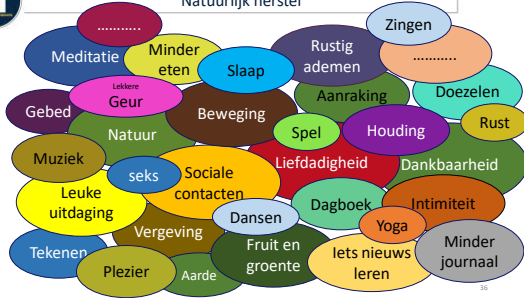 Natuurlijk herstel
………..
Zingen
Meditatie
Minder
eten
Slaap
Rustig
ademen
………..
Lekkere
Geur
Aanraking
Doezelen
Gebed
Natuur
Beweging
Spel
Houding
Rust
Muziek
seks
Sociale
contacten
Liefdadigheid
Dankbaarheid
Leuke
uitdaging
Dansen
Dagboek
Intimiteit
Vergeving
Yoga
Tekenen
Plezier
Aarde
Fruit en
groente
Iets nieuws
leren
Minder
journaal
36